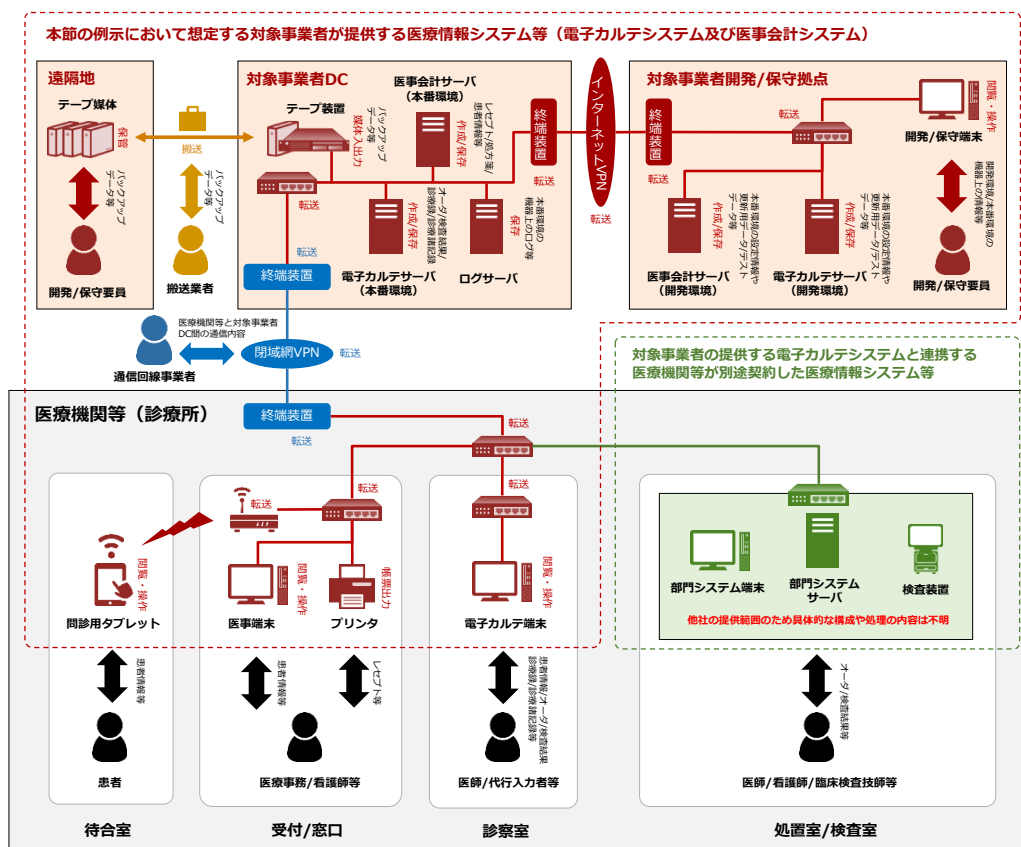 本節の例示において想定する対象事業者が提供する医療情報システム等（電子カルテシステム及び医事会計システム）
遠隔地
テープ媒体
保管
バックアップ
データ等
開発/保守要員
搬送
バックアップ
データ等
搬送業者
対象事業者DC
テープ装置
バックアップ
データ等
媒体入出力
医事会計サーバ
（本番環境）
レセプト/処方箋/
患者情報等
作成/保存
終端装置
転送
転送
オーダ/検査結果/
診療録/診療諸記録
作成/保存
電子カルテサーバ
（本番環境）
本番環境の
機器上のログ等
保存
ログサーバ
転送
終端装置
インターネットVPN
転送
対象事業者開発/保守拠点
終端装置
転送
転送
閲覧・操作
開発/保守端末
本番環境の設定情報や
更新用データ/テスト
データ等
作成/保存
医事会計サーバ
（開発環境）
本番環境の設定情報や
更新用データ/テスト
データ等
作成/保存
電子カルテサーバ
（開発環境）
開発環境/本番環境の
機器上の情報等
開発/保守要員
医療機関等と対象事業者
DC間の通信内容
通信回線事業者
閉域網VPN
転送
対象事業者の提供する電子カルテシステムと連携する
医療機関等が別途契約した医療情報システム等
医療機関等（診療所）
終端装置
転送
転送
転送
転送
転送
閲覧・操作
問診用タブレット
閲覧・操作
医事端末
帳票出力
プリンタ
閲覧・操作
電子カルテ端末
部門システム端末
部門システム
サーバ
検査装置
他社の提供範囲のため具体的な構成や処理の内容は不明
患者情報等
患者
患者情報等
レセプト等
医療事務/看護師等
患者情報/オーダ/検査結果
診療録/診療諸記録等
医師/代行入力者等
オーダ/検査結果等
医師/看護師/臨床検査技師等
待合室
受付/窓口
診察室
処置室/検査室